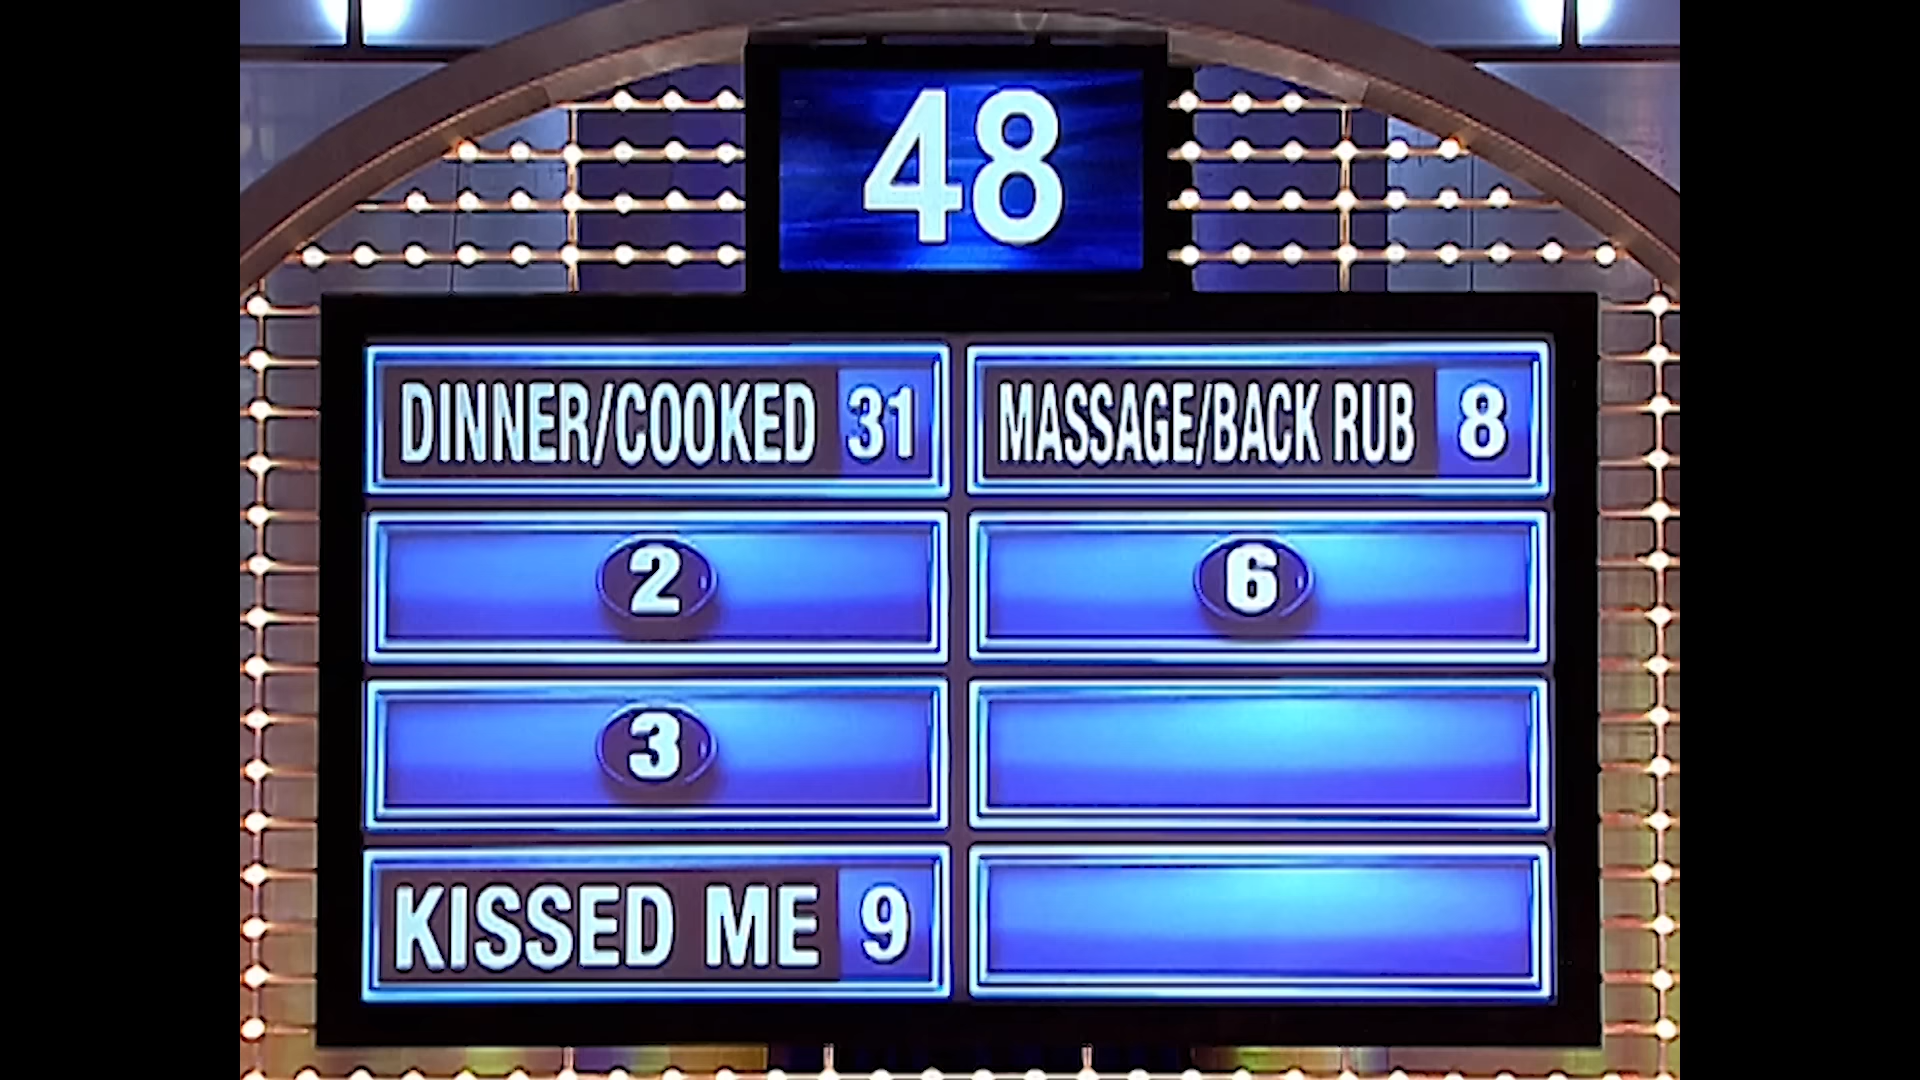 48
DINNER/COOKED 31
MASSAGE/BACK RUB 8
2
6
3
KISSED ME 9